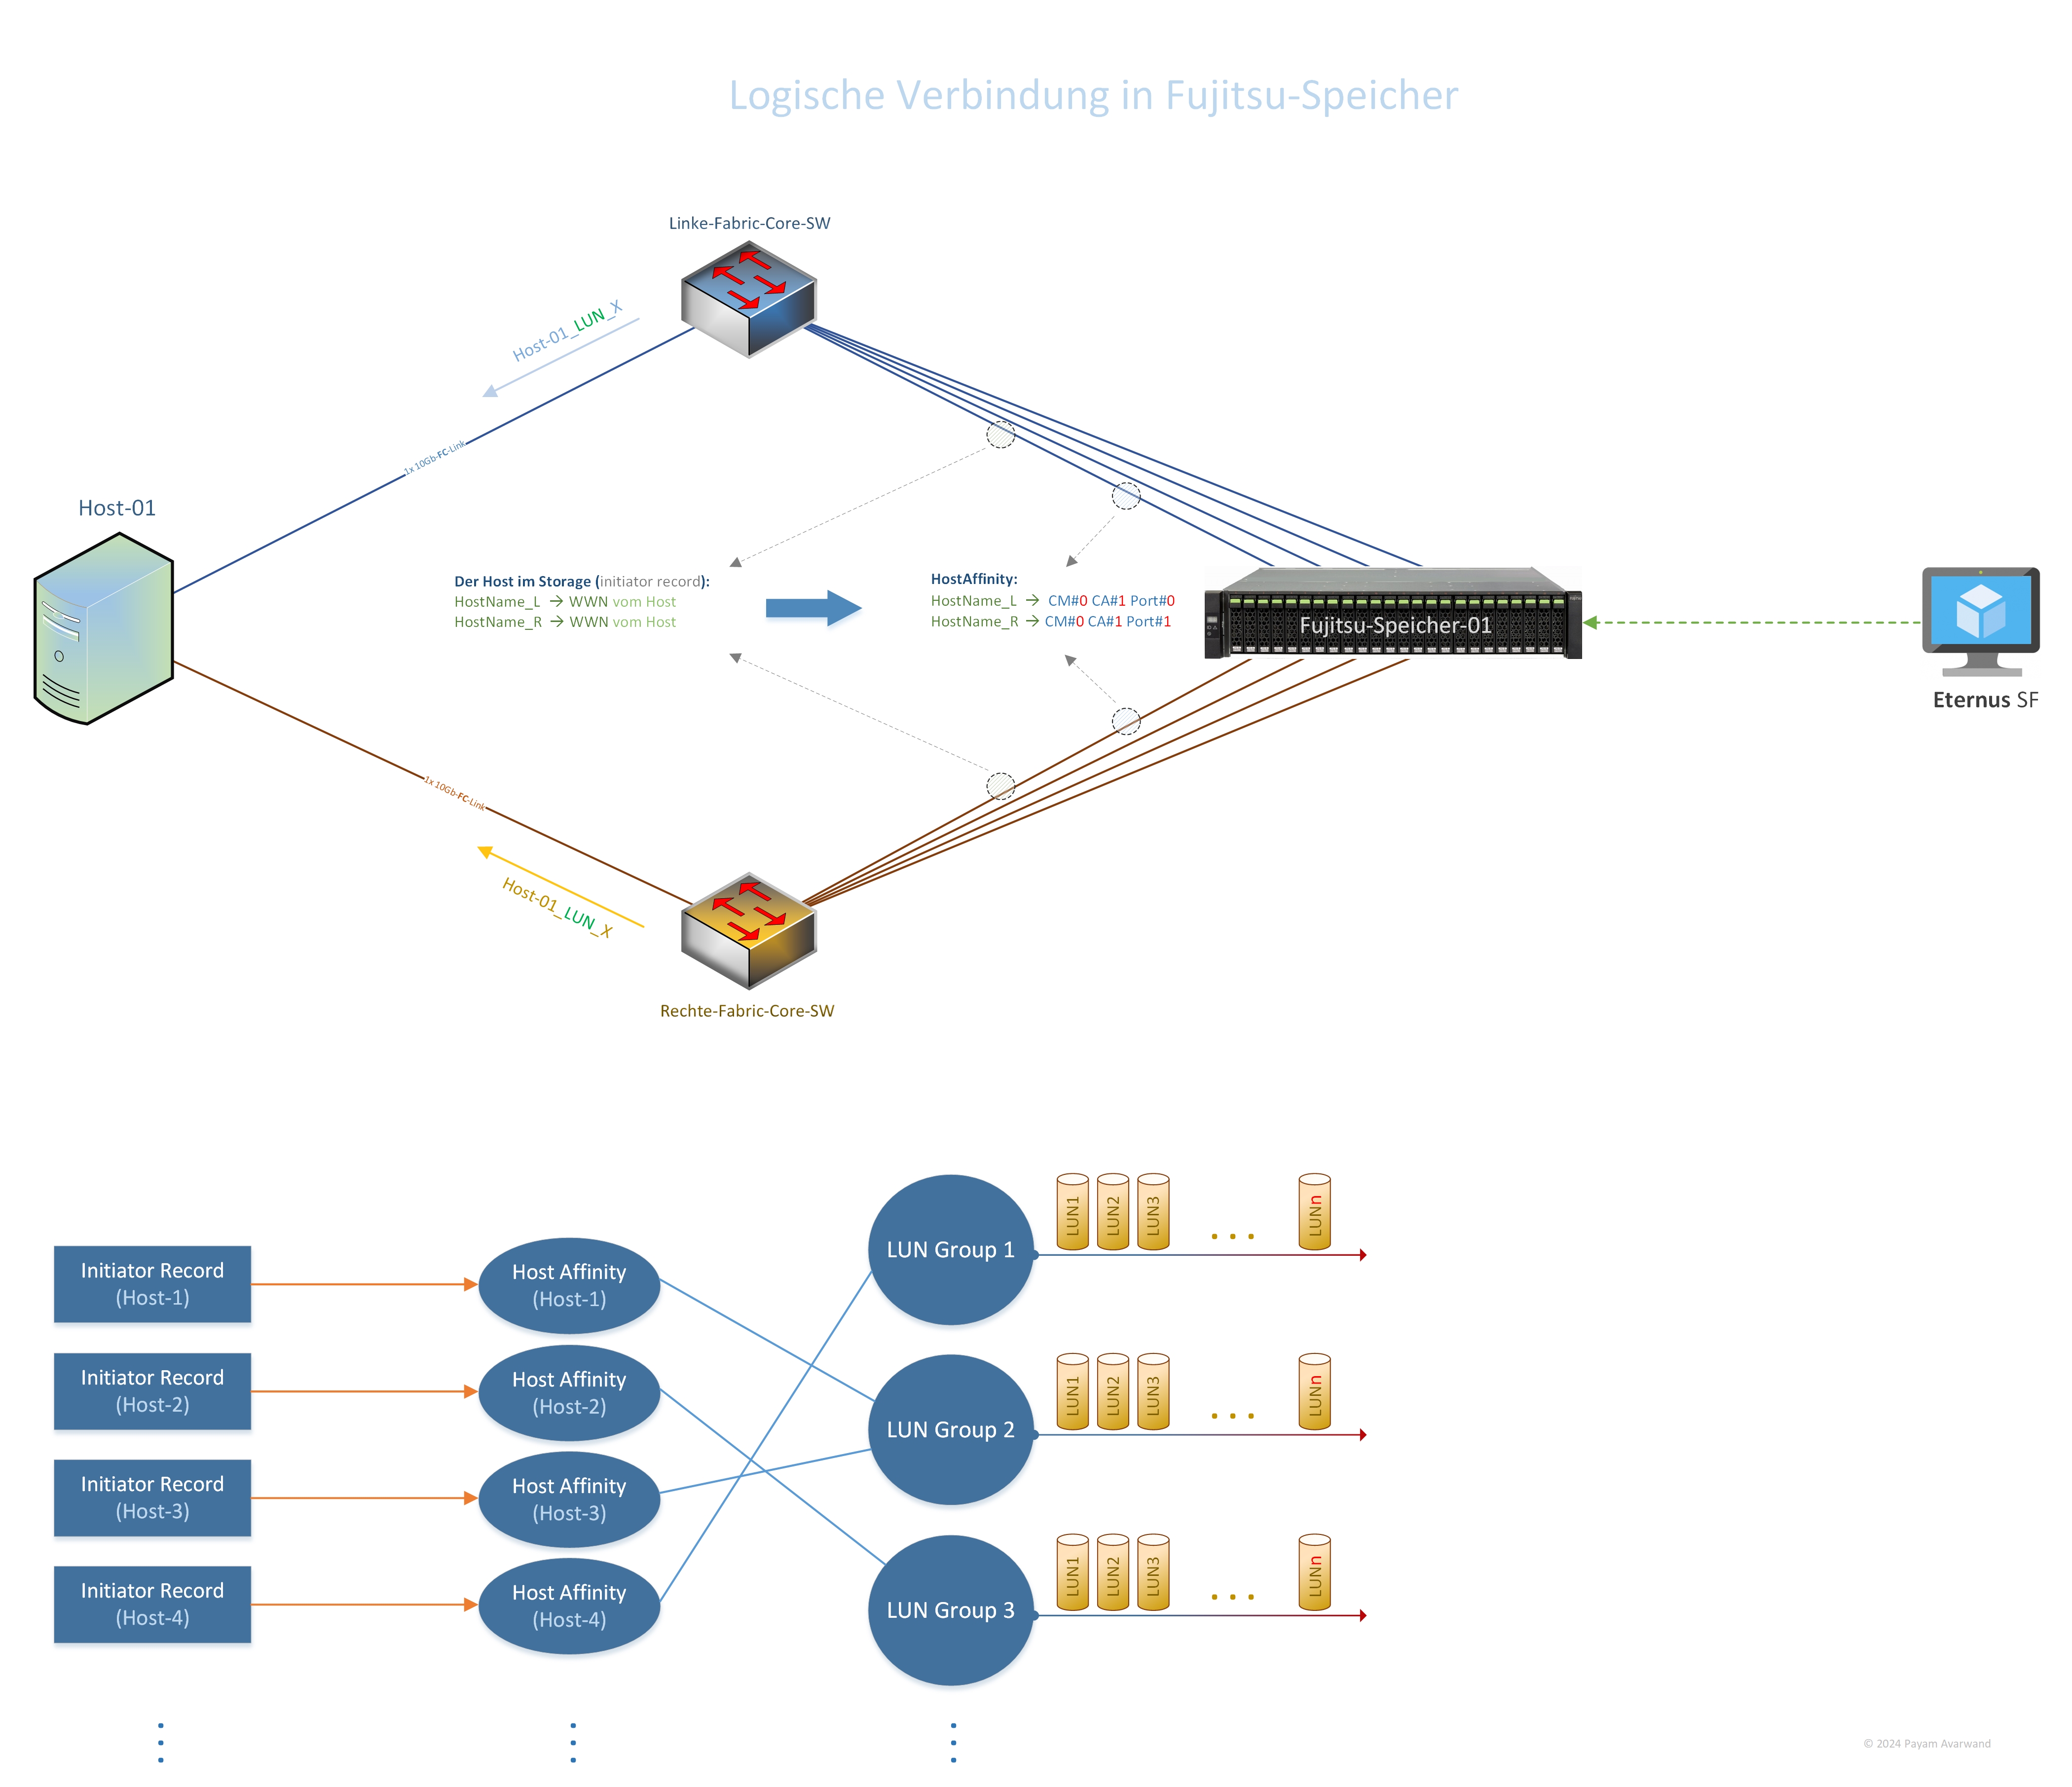 Logische Verbindung in Fujitsu-Speicher
Linke-Fabric-Core-SW
Host-01_LUN_X
1x 10Gb-FC-Link
Host-01
Der Host im Storage (initiator record):
HostName_L → WWN vom Host
HostName_R → WWN vom Host
HostAffinity:
HostName_L → CM#0 CA#1 Port#0
HostName_R → CM#0 CA#1 Port#1
Fujitsu-Speicher-01
Eternus SF
1x 10Gb-FC-Link
Host-01_LUN_X
Rechte-Fabric-Core-SW
Initiator Record
(Host-1)
Initiator Record
(Host-2)
Initiator Record
(Host-3)
Initiator Record
(Host-4)
Host Affinity
(Host-1)
Host Affinity
(Host-2)
Host Affinity
(Host-3)
Host Affinity
(Host-4)
LUN Group 1
LUN1
LUN2
LUN3
. . .
LUNn
LUN Group 2
LUN1
LUN2
LUN3
. . .
LUNn
LUN Group 3
LUN1
LUN2
LUN3
. . .
LUNn
© 2024 Payam Avarwand